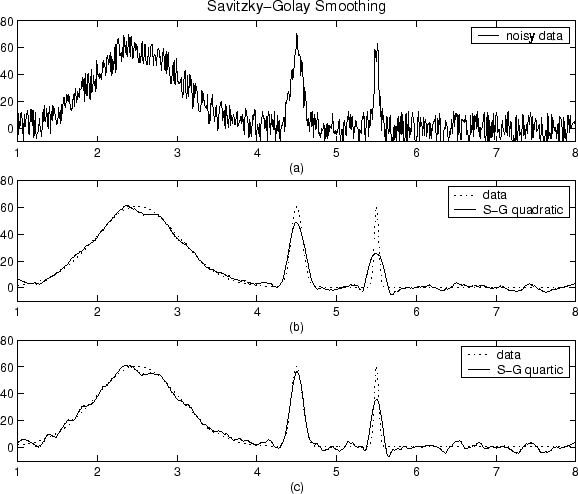 Savitzky–Golay Smoothing
80
60
40
20
0
noisy data
1 2 3 4 5 6 7 8
(a)
80
60
40
20
0
data
S–G quadratic
1 2 3 4 5 6 7 8
(b)
80
60
40
20
0
data
S–G quartic
1 2 3 4 5 6 7 8
(c)